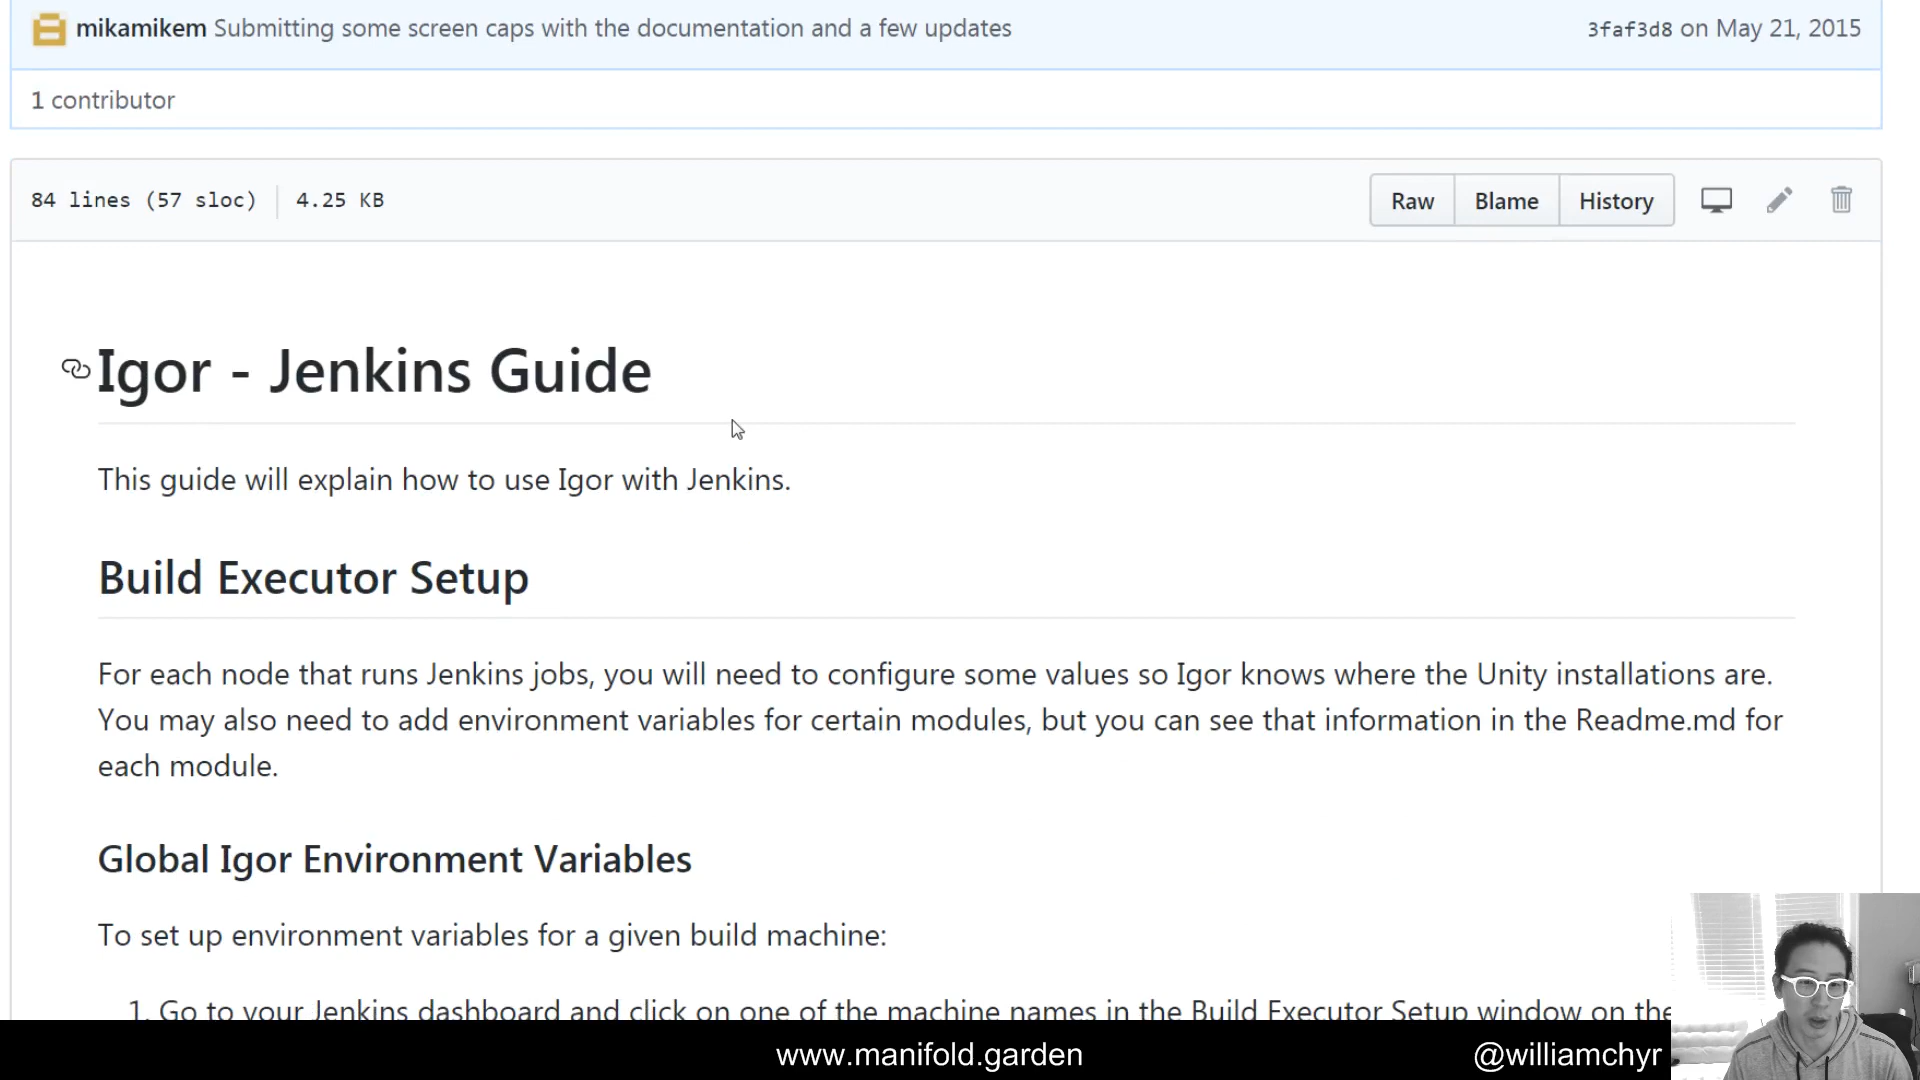 mikamikem Submitting some screen caps with the documentation and a few updates 3faf3d8 on May 21, 2015
1 contributor
84 lines (57 sloc) 4.25 KB Raw Blame History
Igor - Jenkins Guide
This guide will explain how to use Igor with Jenkins.
Build Executor Setup
For each node that runs Jenkins jobs, you will need to configure some values so Igor knows where the Unity installations are.
You may also need to add environment variables for certain modules, but you can see that information in the Readme.md for
each module.
Global Igor Environment Variables
To set up environment variables for a given build machine:
1. Go to your Jenkins dashboard and click on one of the machine names in the Build Executor Setup window on the
www.manifold.garden @williamchyr